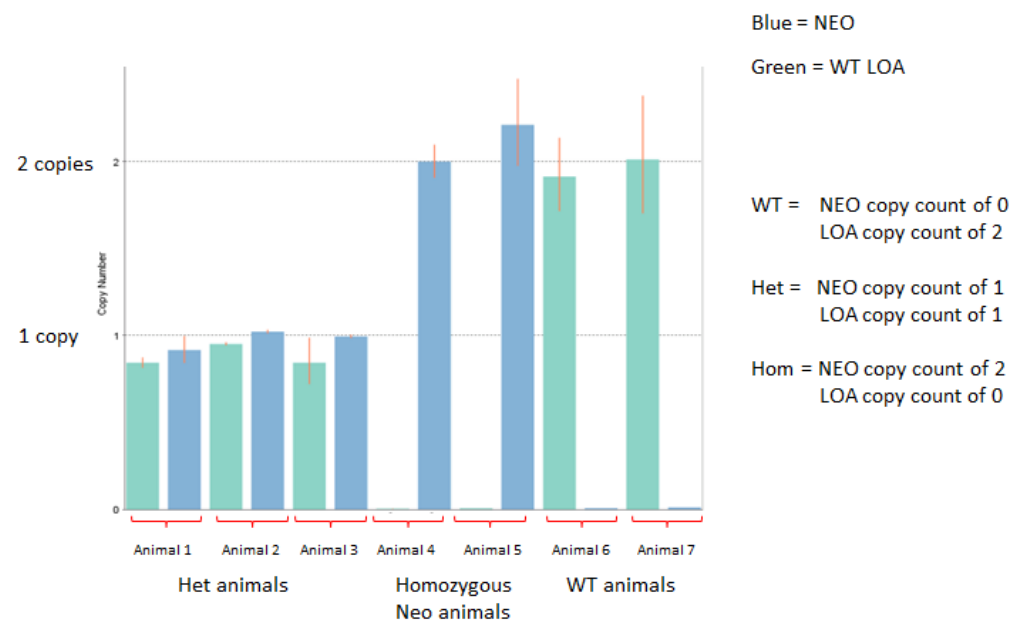 Blue = NEO
Green = WT LOA
2 copies
2
WT = NEO copy count of 0
LOA copy count of 2
Copy Number
Het = NEO copy count of 1
LOA copy count of 1
1 copy
1
Hom = NEO copy count of 2
LOA copy count of 0
0
Animal 1 Animal 2 Animal 3 Animal 4 Animal 5 Animal 6 Animal 7
Het animals
Homozygous
Neo animals
WT animals